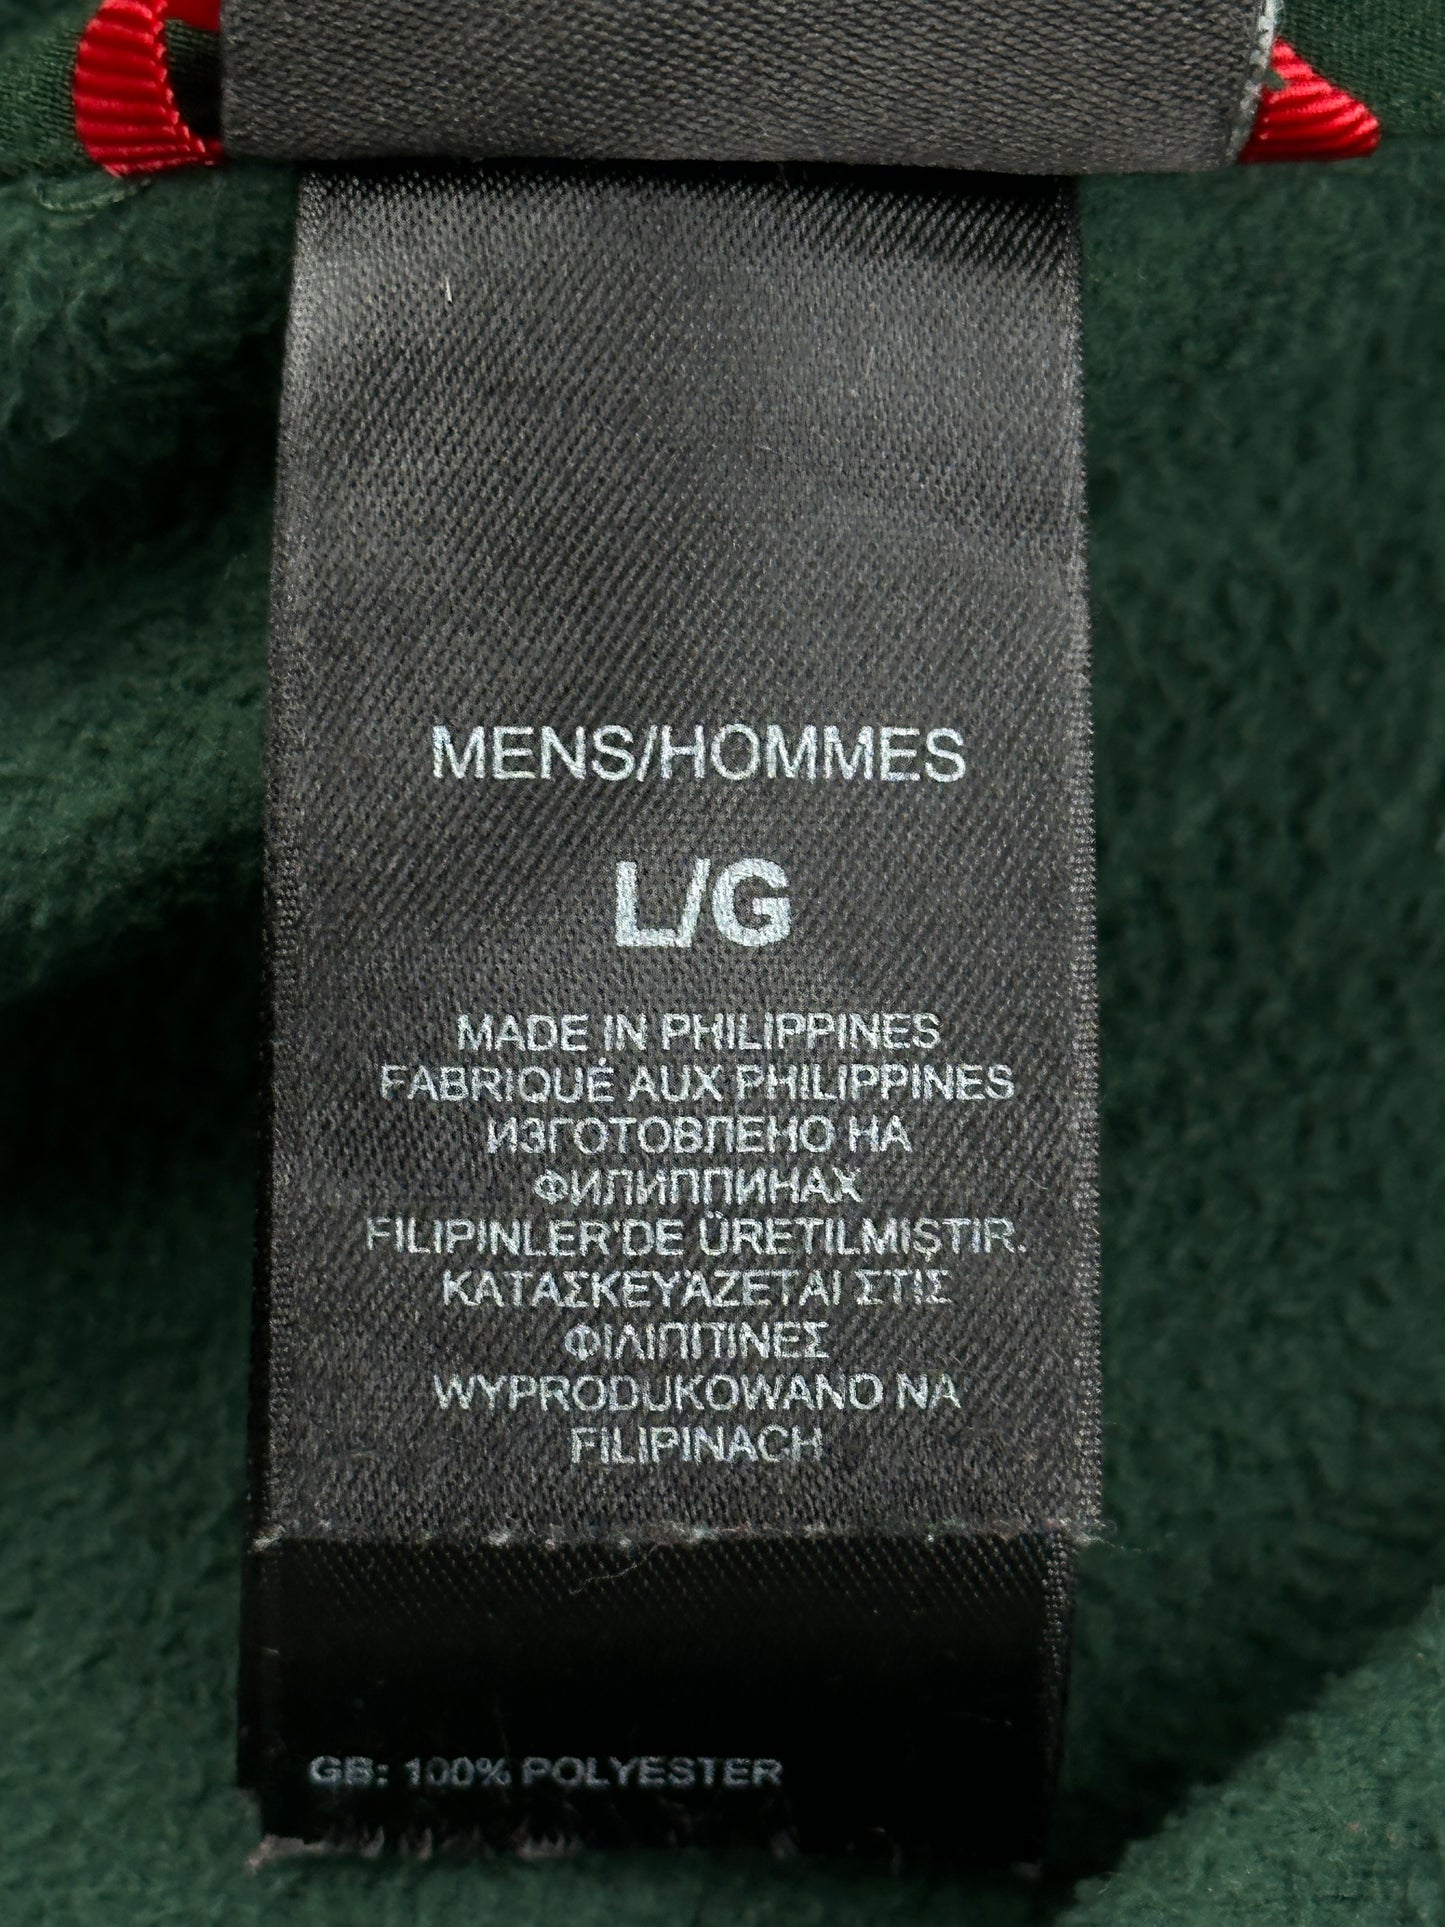 MENS/HOMMES
L/G
MADE IN PHILIPPINES
FABRIQUÉ AUX PHILIPPINES
ИЗГОТОВЛЕНО НА
ФИЛИППИНАХ
FILIPINLER'DE ÜRETILMIŞTIR.
ΚΑΤΑΣΚΕΥΆΖΕΤΑΙ ΣΤΙΣ
ΦΙΛΙΠΠΙΝΕΣ
WYPRODUKOWANO NA
FILIPINACH
GB: 100% POLYESTER